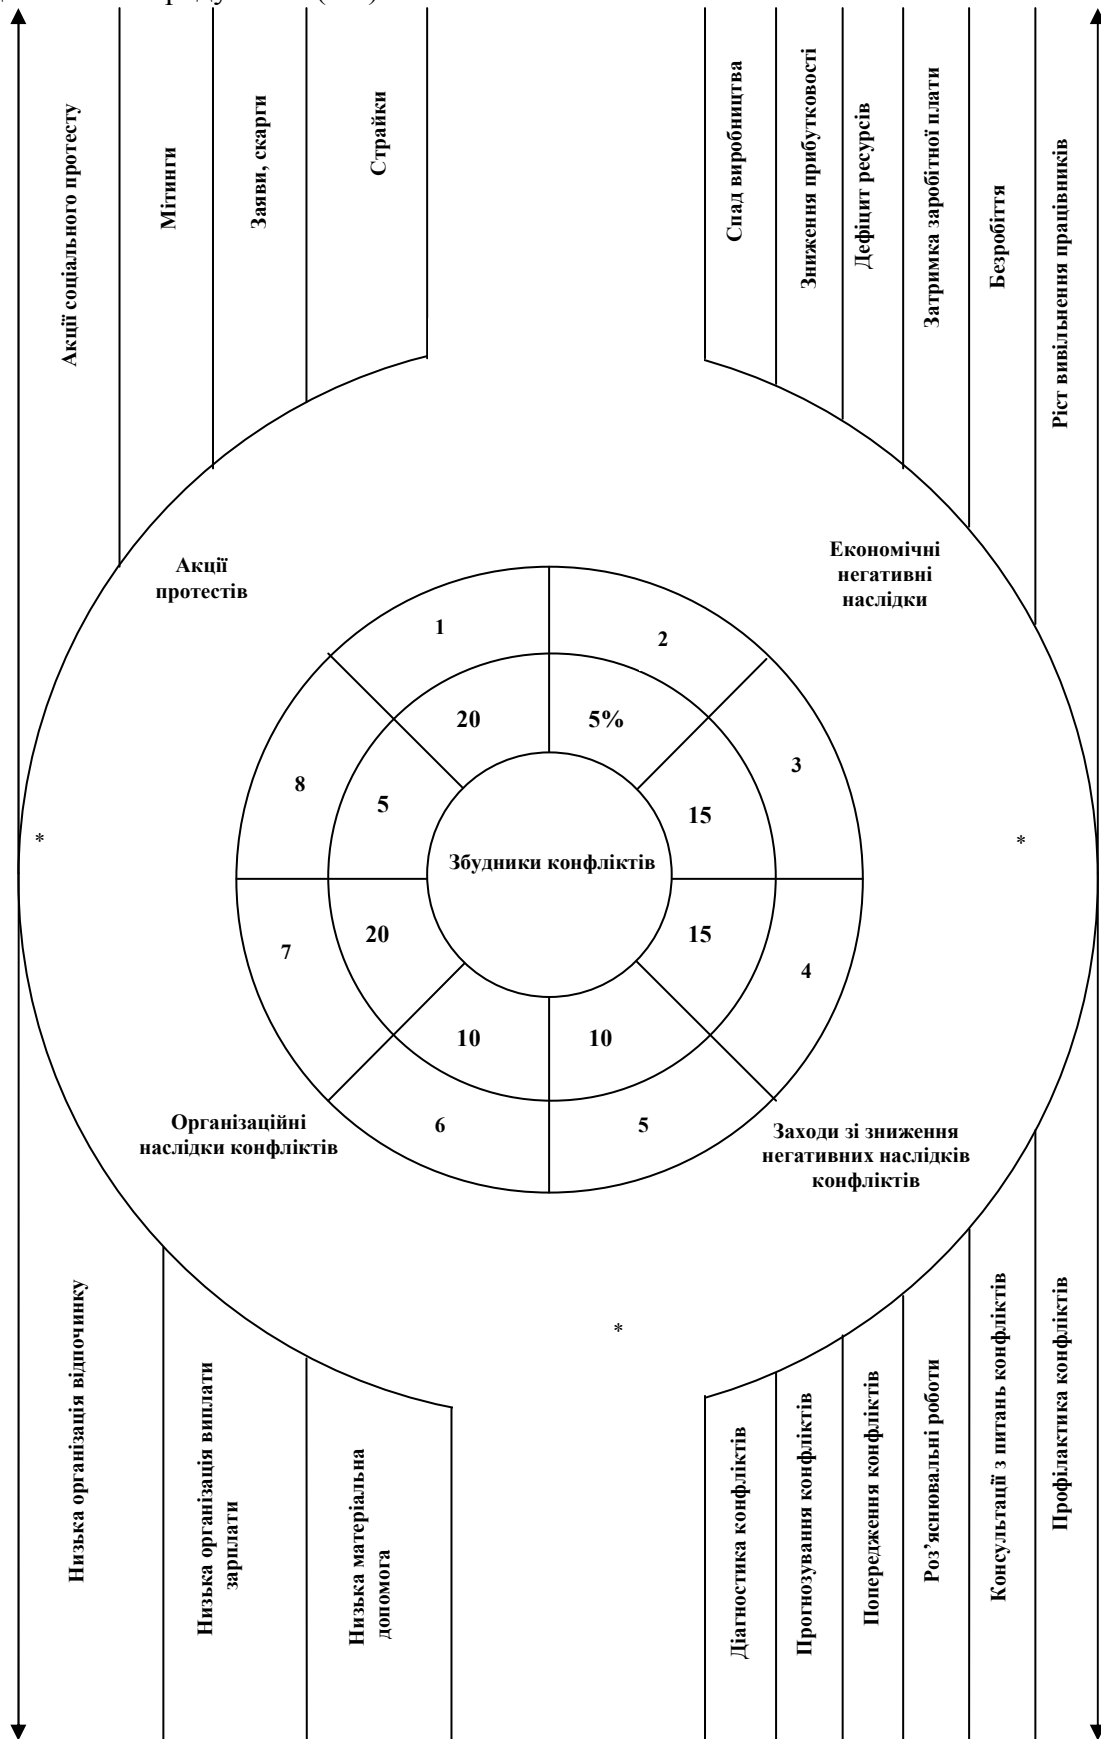 Акції соціального протесту
Мітинги
Заяви, скарги
Страйки
Спад виробництва
Зниження прибутковості
Дефіцит ресурсів
Затримка заробітної плати
Безробіття
Ріст вивільнення працівників
Акції
протестів
Економічні
негативні
наслідки
1
2
20
5%
3
8
5
15
*
*
Збудники конфліктів
20
15
7
4
10
10
6
5
Організаційні
наслідки конфліктів
Заходи зі зниження
негативних наслідків
конфліктів
*
Низька організація відпочинку
Низька організація виплати
зарплати
Низька матеріальна
допомога
Діагностика конфліктів
Прогнозування конфліктів
Попередження конфліктів
Роз’яснювальні роботи
Консультації з питань конфліктів
Профілактика конфліктів